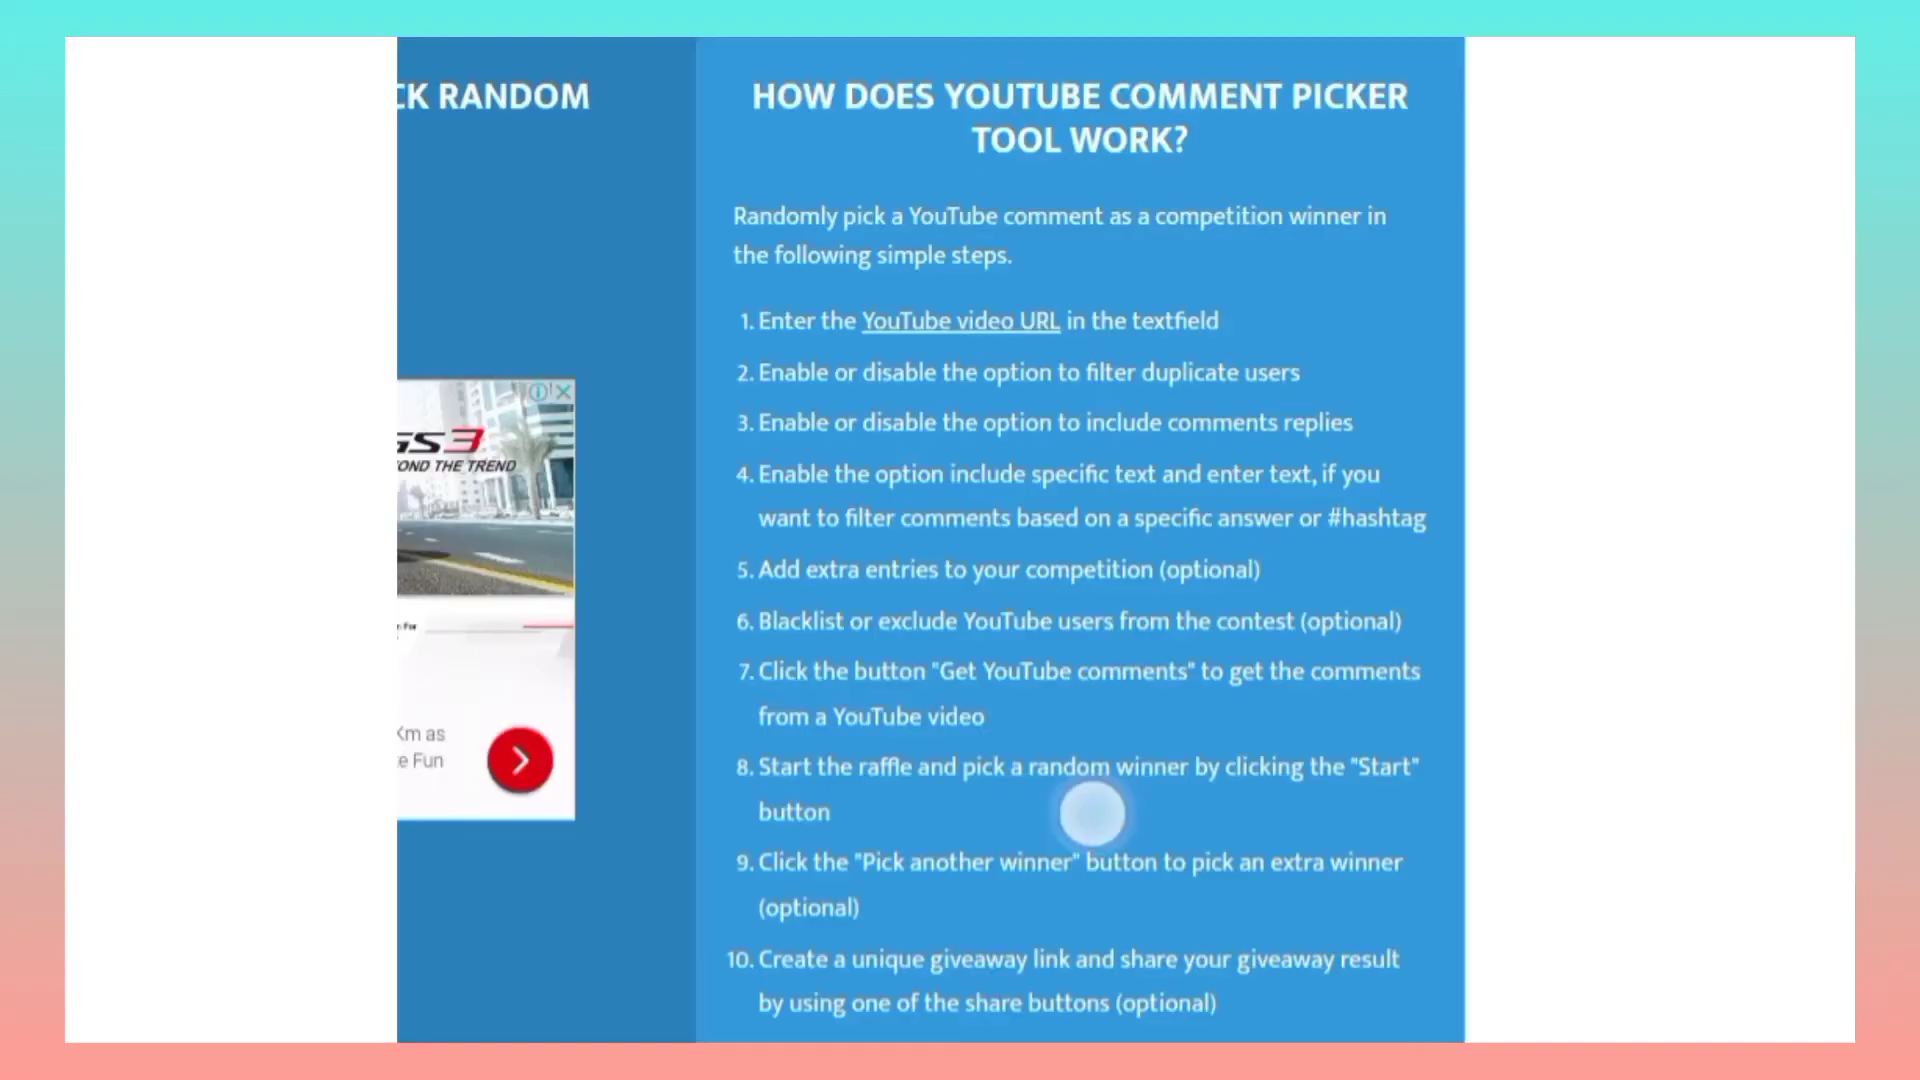 CK RANDOM
HOW DOES YOUTUBE COMMENT PICKER
TOOL WORK?
Randomly pick a YouTube comment as a competition winner in
the following simple steps.
1. Enter the YouTube video URL in the textfield
2. Enable or disable the option to filter duplicate users
3. Enable or disable the option to include comments replies
4. Enable the option include specific text and enter text, if you
want to filter comments based on a specific answer or #hashtag
5. Add extra entries to your competition (optional)
6. Blacklist or exclude YouTube users from the contest (optional)
7. Click the button "Get YouTube comments" to get the comments
from a YouTube video
8. Start the raffle and pick a random winner by clicking the "Start"
button
9. Click the "Pick another winner" button to pick an extra winner
(optional)
10. Create a unique giveaway link and share your giveaway result
by using one of the share buttons (optional)
GS3
OND THE TREND
Km as
e Fun